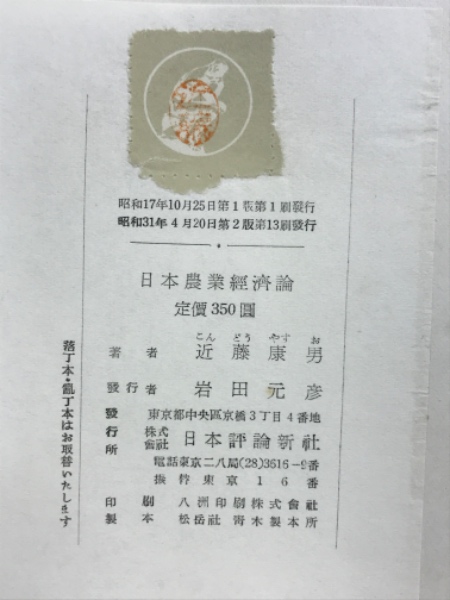 近藤
昭和17年10月25日第1版第1刷發行
昭和31年4月20日第2版第13刷發行
日本農業經濟論
定價350圓
こんどうやすお
著者 近藤康男
發行者 岩田元彦
發行所 東京都中央區京橋3丁目4番地
株式會社 日本評論新社
電話東京二八局(28)3616-9番
振替東京16番
印刷 八洲印刷株式會社
製本 松岳社靑木製本所
落丁本・亂丁本はお取替いたします